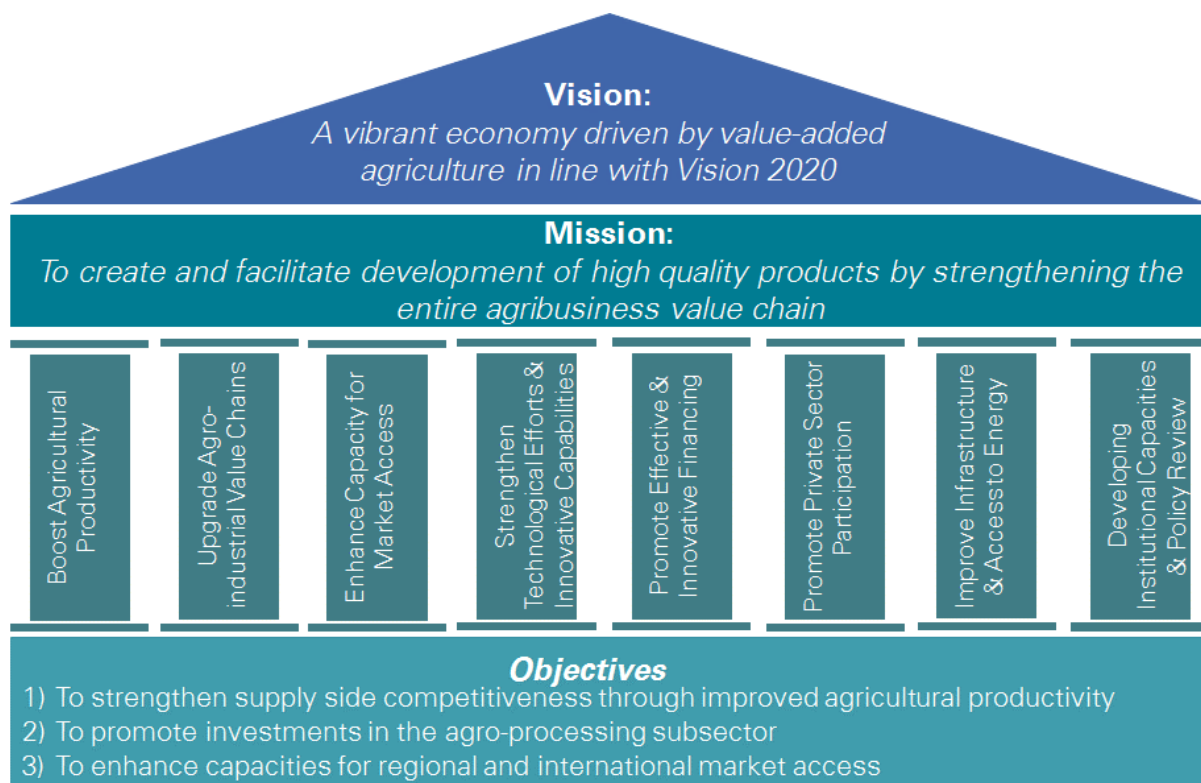 Vision:
A vibrant economy driven by value-added
agriculture in line with Vision 2020
Mission:
To create and facilitate development of high quality products by strengthening the
entire agribusiness value chain
Boost Agricultural
Productivity
Upgrade Agro-
industrial Value Chains
Enhance Capacity for
Market Access
Strengthen
Technological Efforts &
Innovative Capabilities
Promote Effective &
Innovative Financing
Promote Private Sector
Participation
Improve Infrastructure
& Access to Energy
Developing
Institutional Capacities
& Policy Review
Objectives
1) To strengthen supply side competitiveness through improved agricultural productivity
2) To promote investments in the agro-processing subsector
3) To enhance capacities for regional and international market access